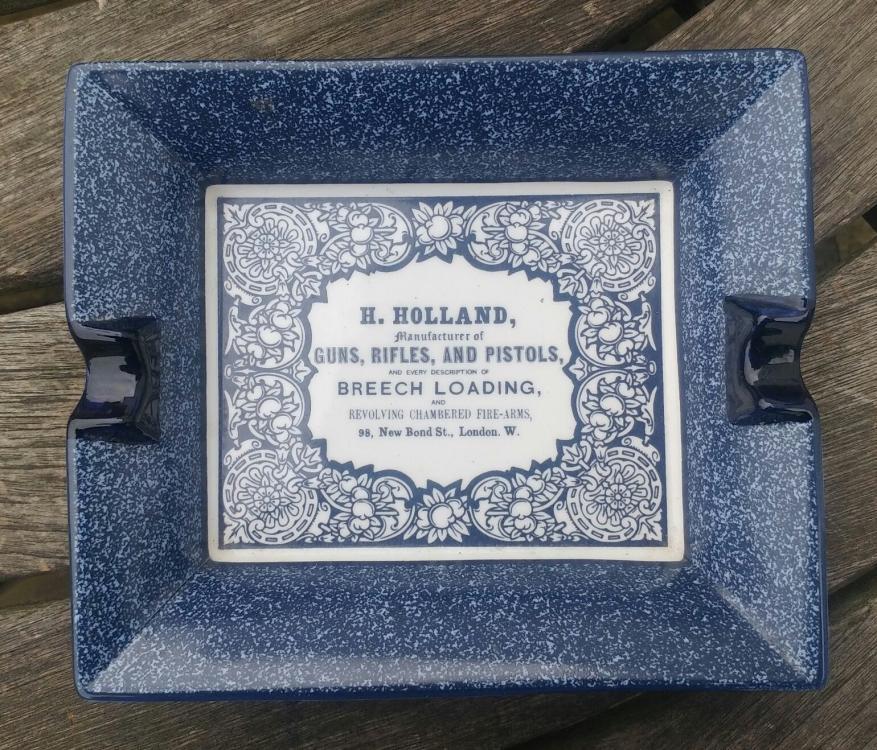 H. HOLLAND,
Manufacturer of
GUNS, RIFLES, AND PISTOLS,
AND EVERY DESCRIPTION OF
BREECH LOADING,
AND
REVOLVING CHAMBERED FIRE-ARMS,
98, New Bond St., London. W.